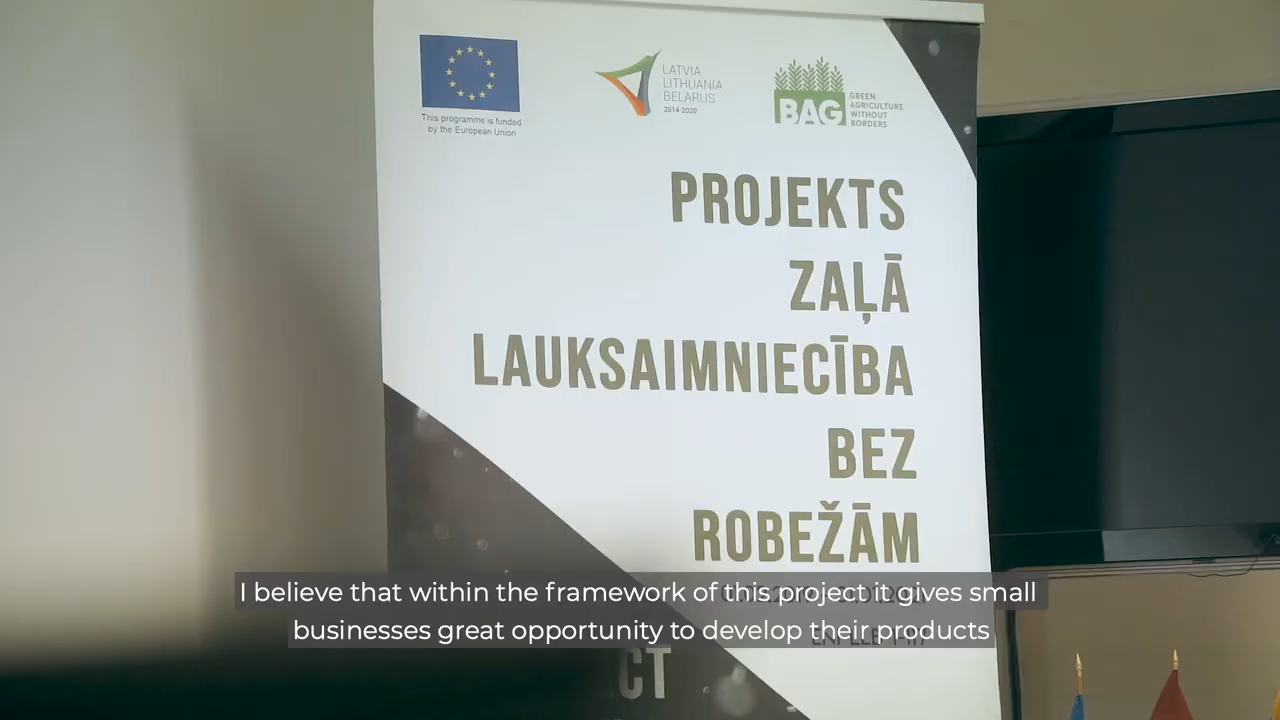 This programme is funded
by the European Union
LATVIA
LITHUANIA
BELARUS
2014-2020
BAG
GREEN
AGRICULTURE
WITHOUT
BORDERS
PROJEKTS
ZAĻĀ
LAUKSAIMNIECĪBA
BEZ
ROBEŽĀM
I believe that within the framework of this project it gives small
businesses great opportunity to develop their products